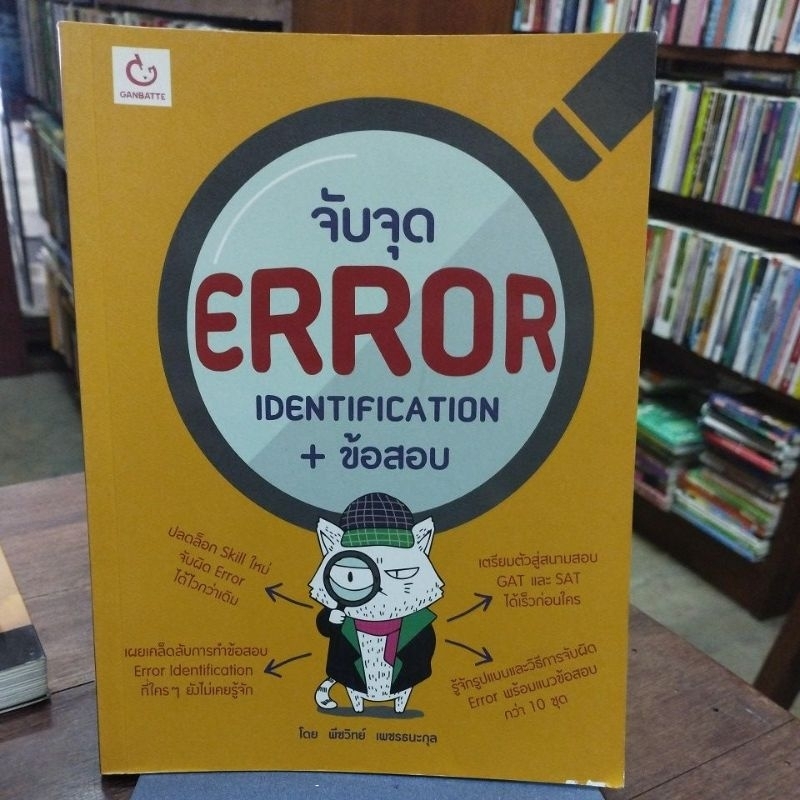 GANBATTE
จับจุด
ERROR
IDENTIFICATION
+ ข้อสอบ
ปลดล็อก Skill ใหม่
จับผิด Error
ได้ไวกว่าเดิม
เตรียมตัวสู่สนามสอบ
GAT และ SAT
ได้เร็วก่อนใคร
เผยเคล็ดลับการทำข้อสอบ
Error Identification
ที่ใครๆ ยังไม่เคยรู้จัก
รู้จักรูปแบบและวิธีการจับผิด
Error พร้อมแนวข้อสอบ
กว่า 10 ชุด
โดย พีชวิทย์ เพชรรนะกุล